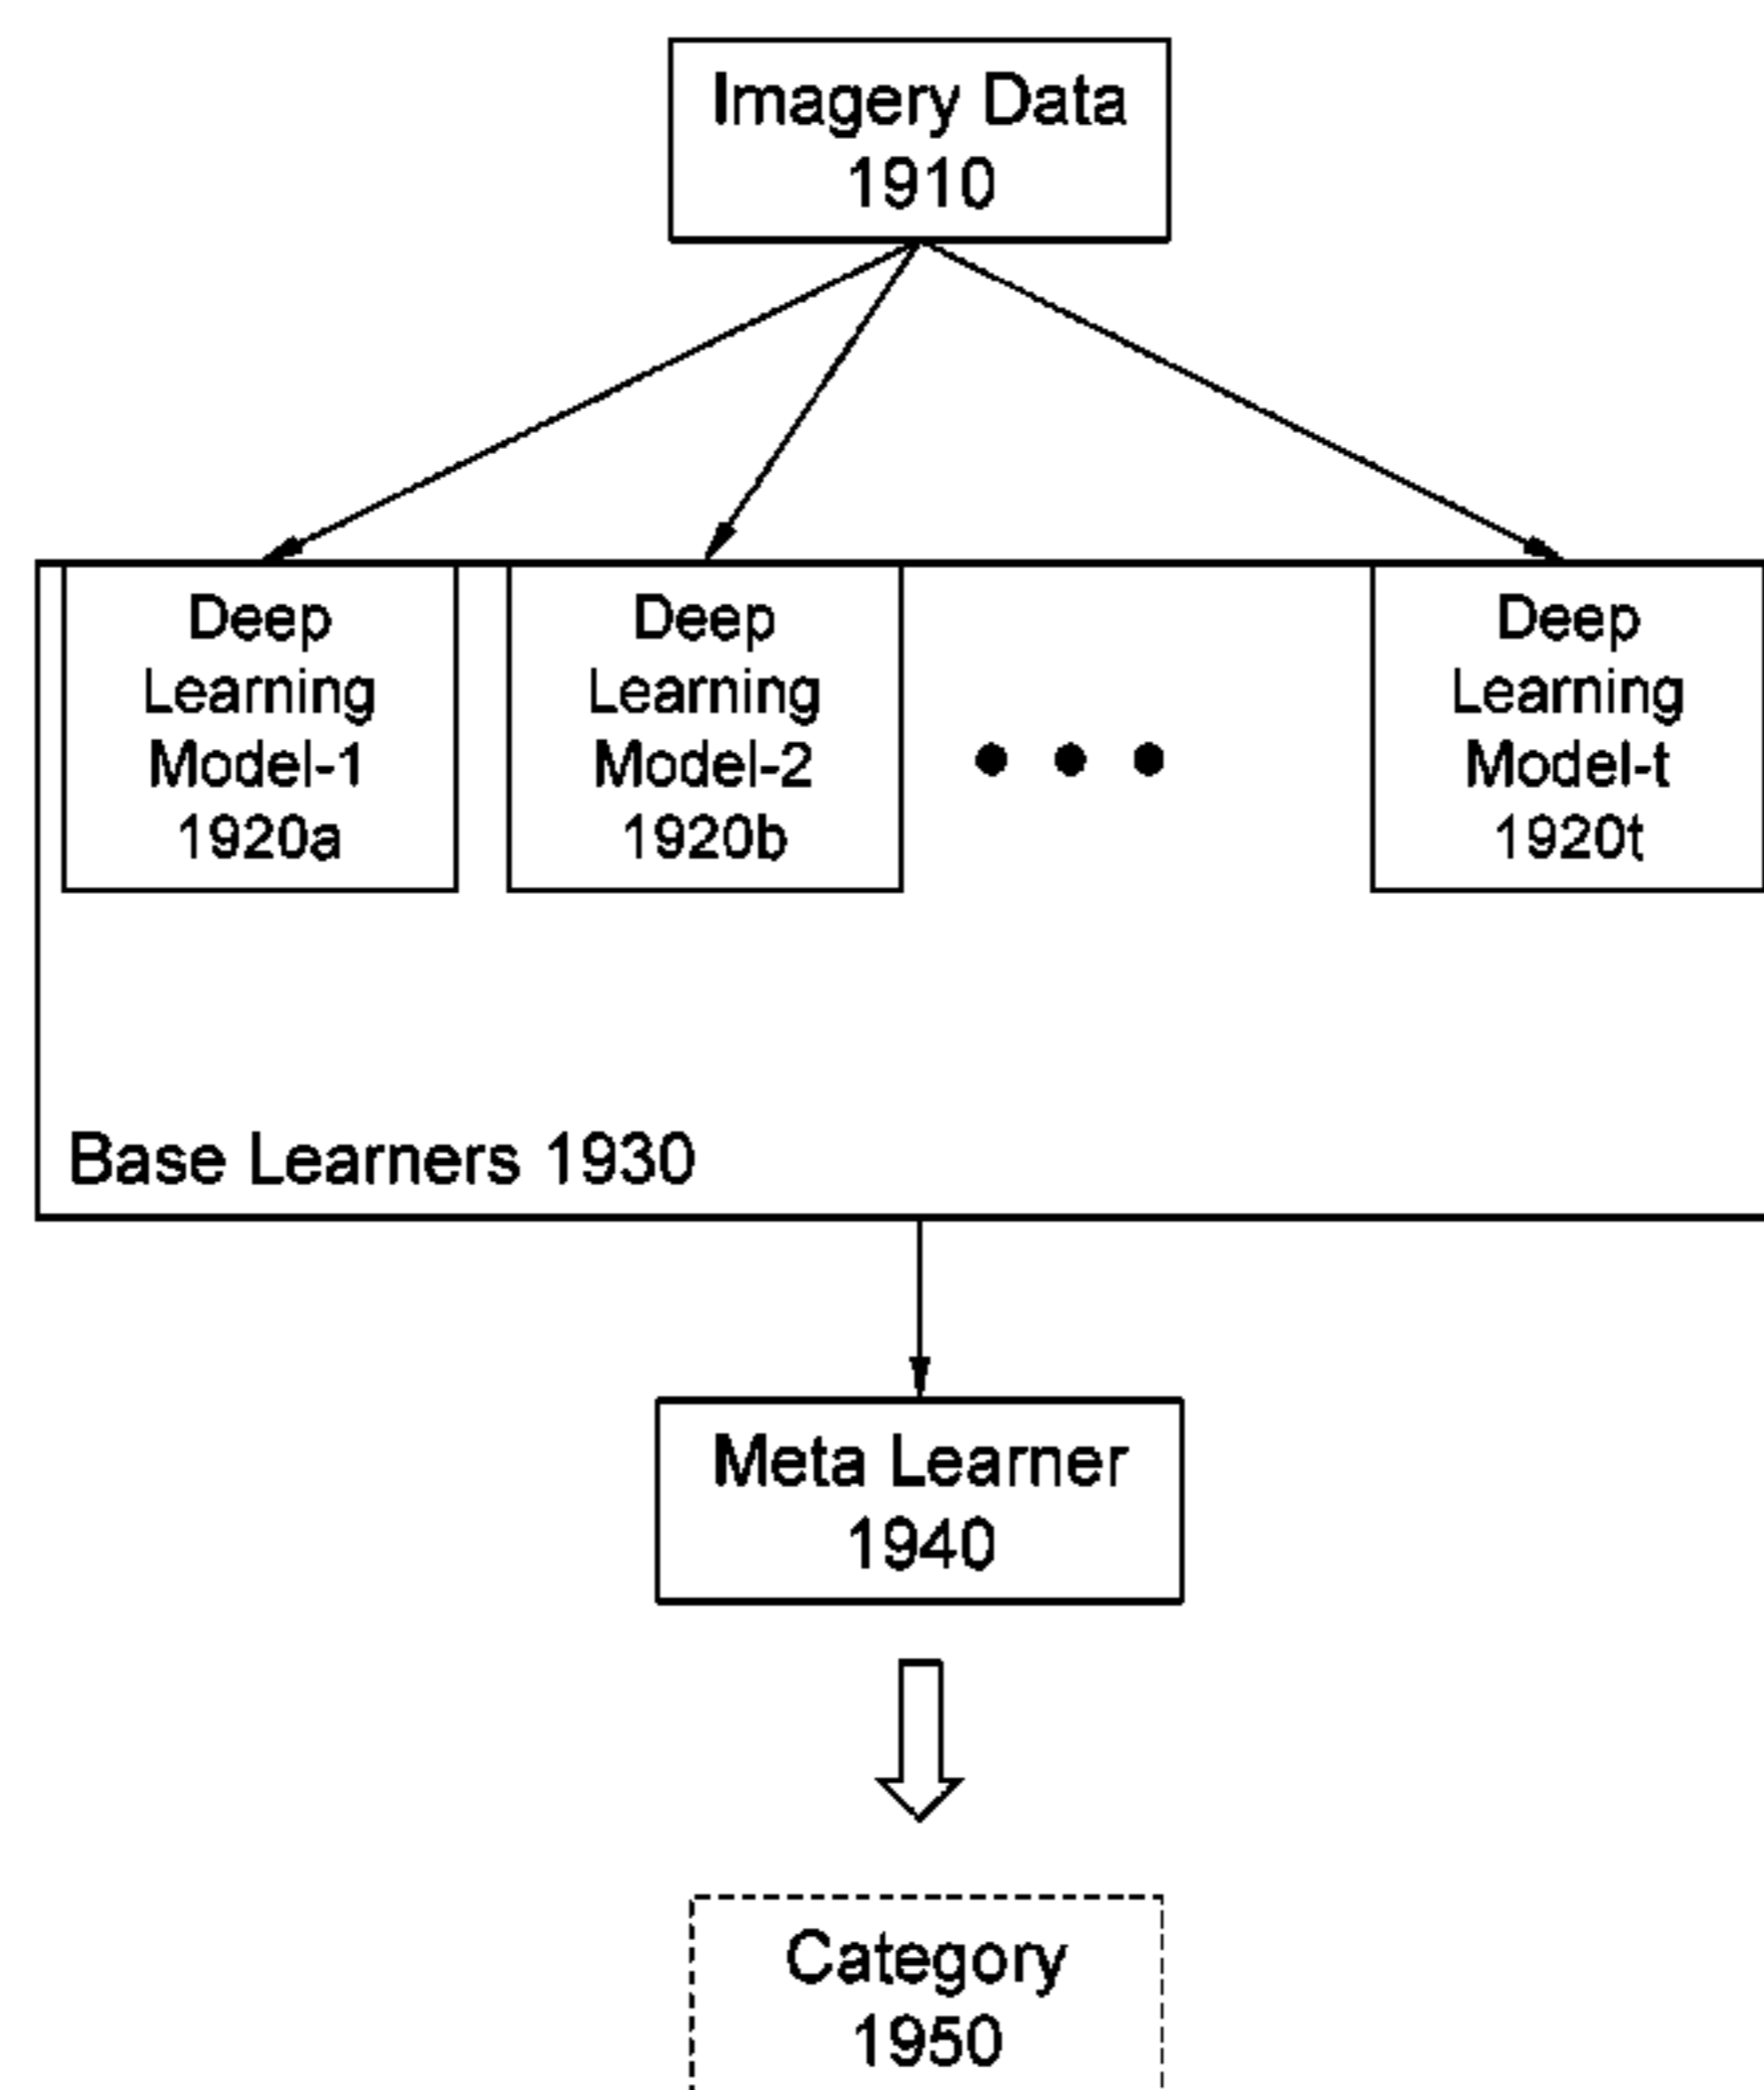 Imagery Data
1910
Deep
Learning
Model-1
1920a
Deep
Learning
Model-2
1920b
Deep
Learning
Model-t
1920t
Base Learners 1930
Meta Learner
1940
Category
1950